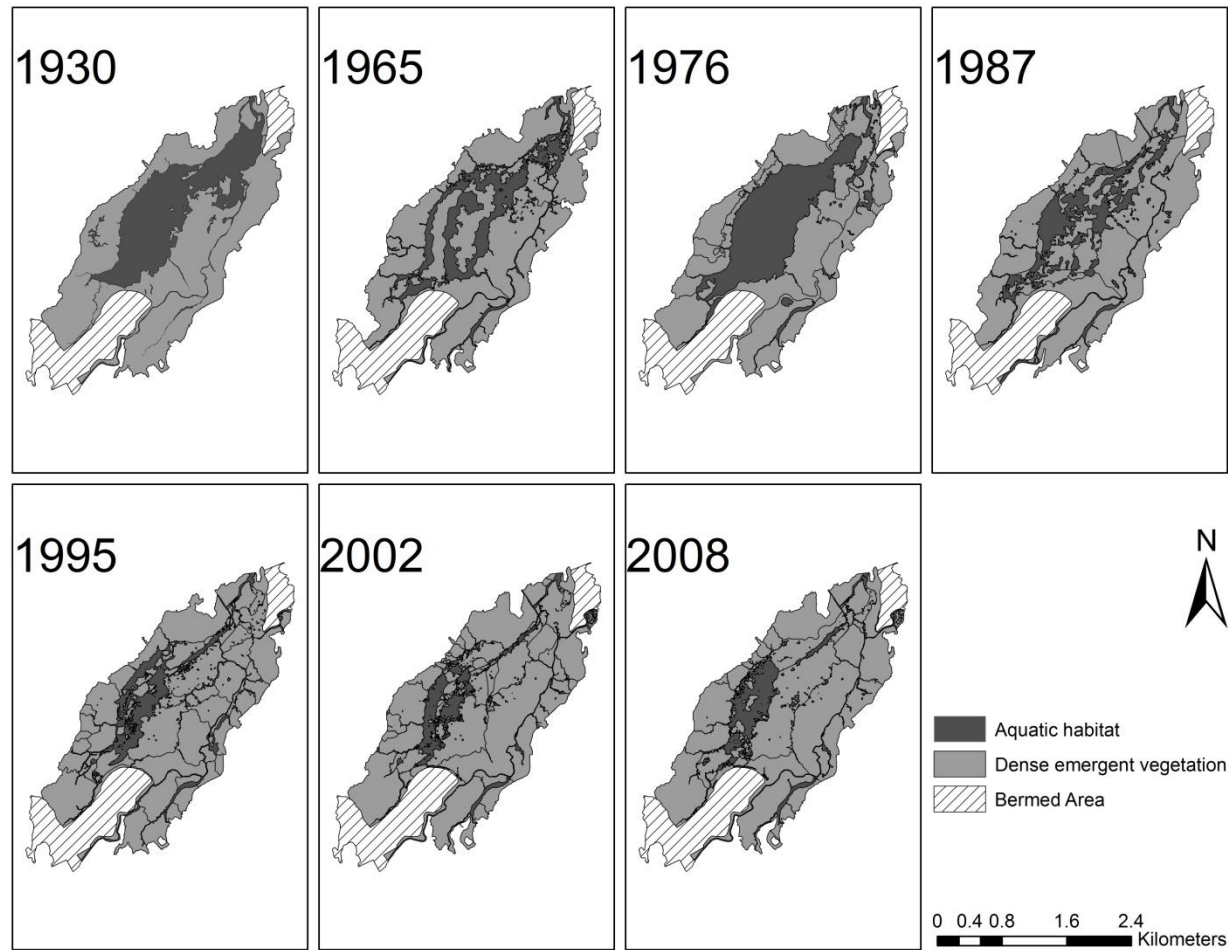 1930
1965
1976
1987
1995
2002
2008
N
Aquatic habitat
Dense emergent vegetation
Bermed Area
0 0.4 0.8 1.6 2.4
Kilometers